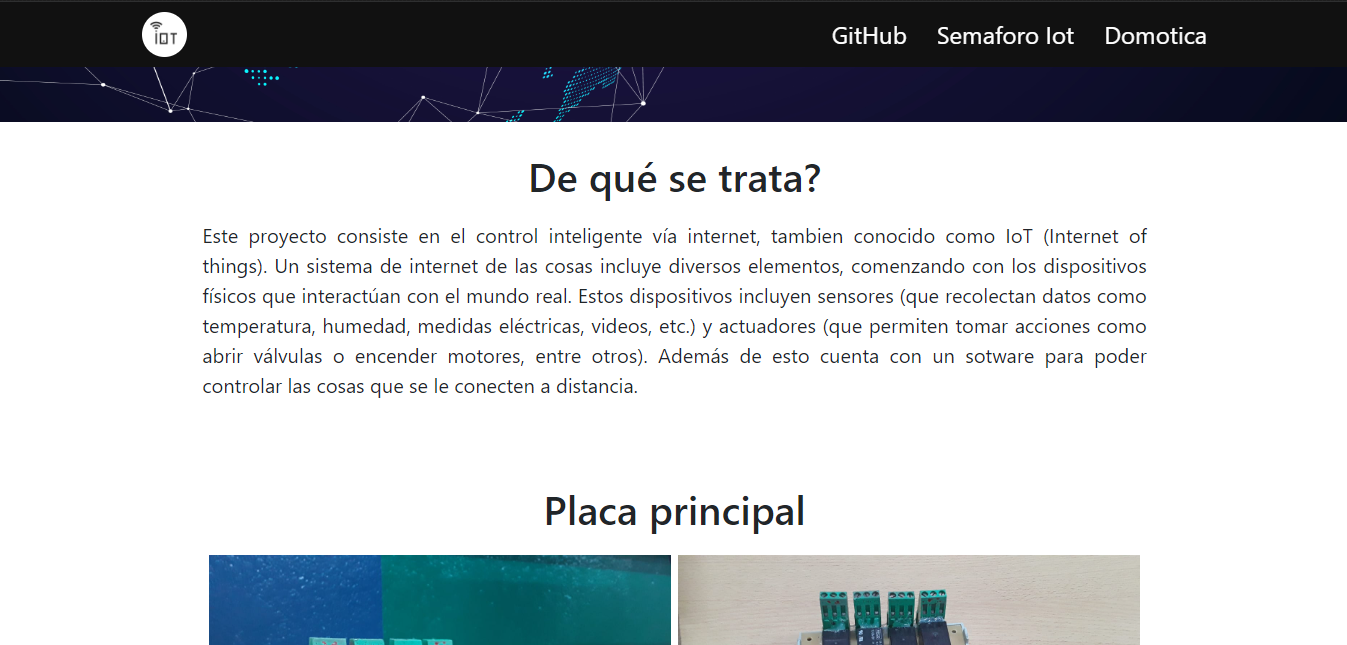 IOT
GitHub Semaforo Iot Domotica
De qué se trata?
Este proyecto consiste en el control inteligente vía internet, tambien conocido como IoT (Internet of
things). Un sistema de internet de las cosas incluye diversos elementos, comenzando con los dispositivos
físicos que interactúan con el mundo real. Estos dispositivos incluyen sensores (que recolectan datos como
temperatura, humedad, medidas eléctricas, videos, etc.) y actuadores (que permiten tomar acciones como
abrir válvulas o encender motores, entre otros). Además de esto cuenta con un sotware para poder
controlar las cosas que se le conecten a distancia.
Placa principal